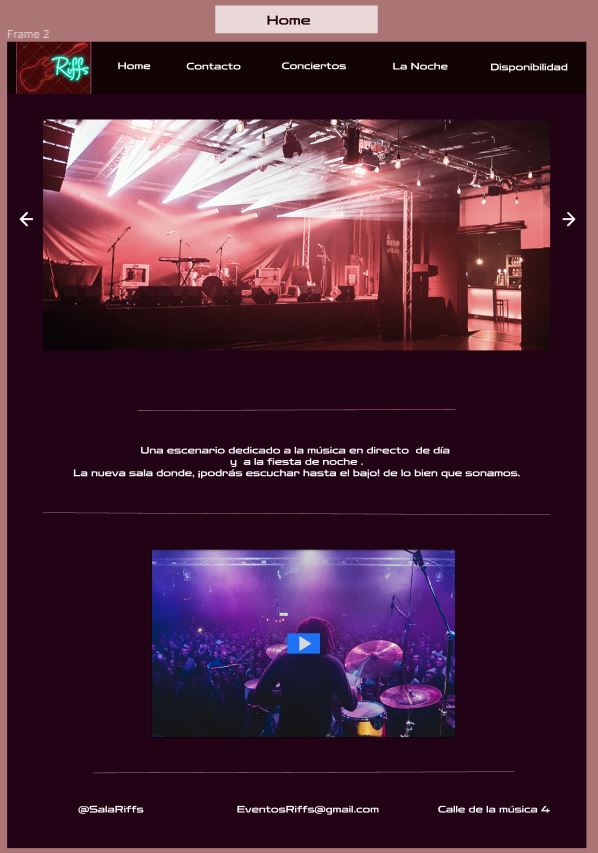 Home
Frame 2
Riffs
Home Contacto Conciertos La Noche Disponibilidad
Una escenario dedicado a la música en directo de día
y a la fiesta de noche .
La nueva sala donde, ¡podrás escuchar hasta el bajo! de lo bien que sonamos.
@SalaRiffs EventosRiffs@gmail.com Calle de la música 4